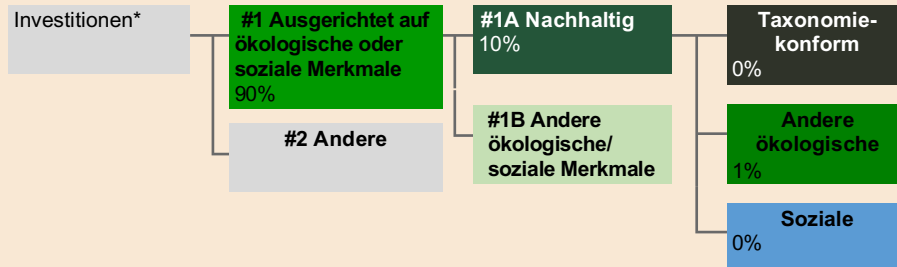 Investitionen*
#1 Ausgerichtet auf
ökologische oder
soziale Merkmale
90%
#2 Andere
#1A Nachhaltig
10%
#1B Andere
ökologische/
soziale Merkmale
Taxonomie-
konform
0%
Andere
ökologische
1%
Soziale
0%